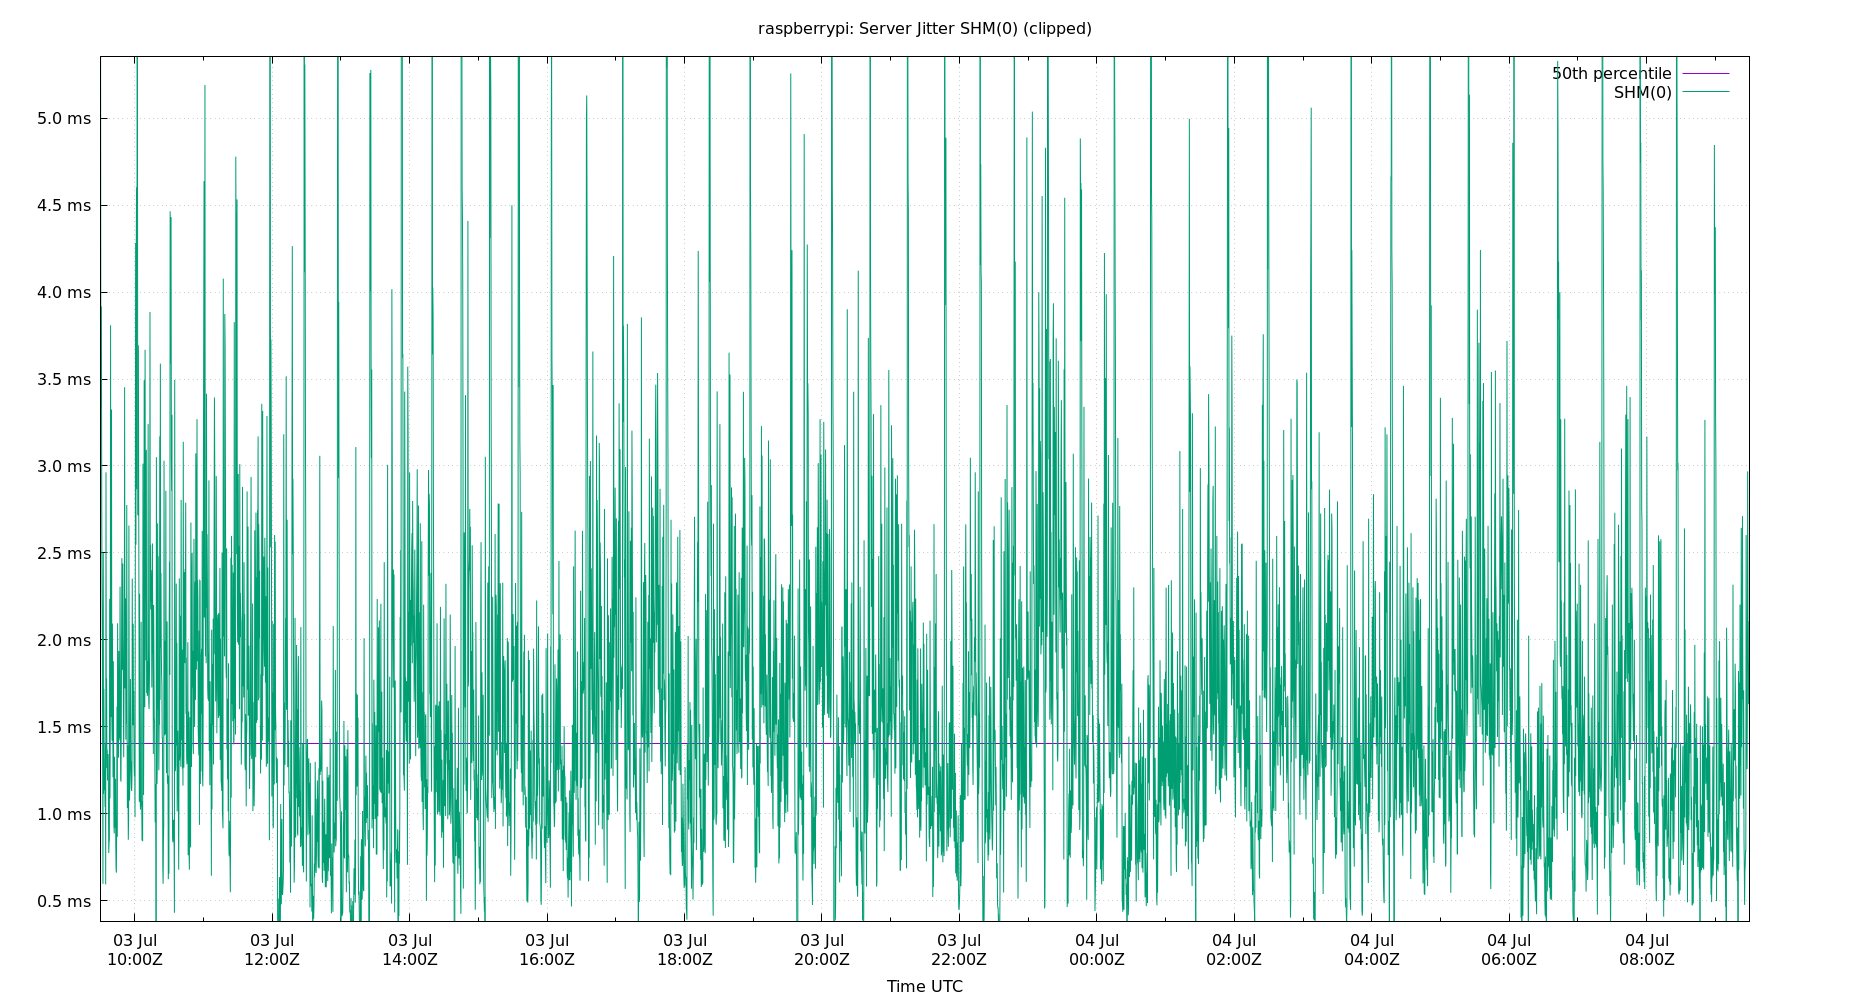 raspberrypi: Server Jitter SHM(0) (clipped)
50th percentile
SHM(0)
5.0 ms
4.5 ms
4.0 ms
3.5 ms
3.0 ms
2.5 ms
2.0 ms
1.5 ms
1.0 ms
0.5 ms
03 Jul 03 Jul 03 Jul 03 Jul 03 Jul 03 Jul 03 Jul 04 Jul 04 Jul 04 Jul 04 Jul 04 Jul
10:00Z 12:00Z 14:00Z 16:00Z 18:00Z 20:00Z 22:00Z 00:00Z 02:00Z 04:00Z 06:00Z 08:00Z
Time UTC